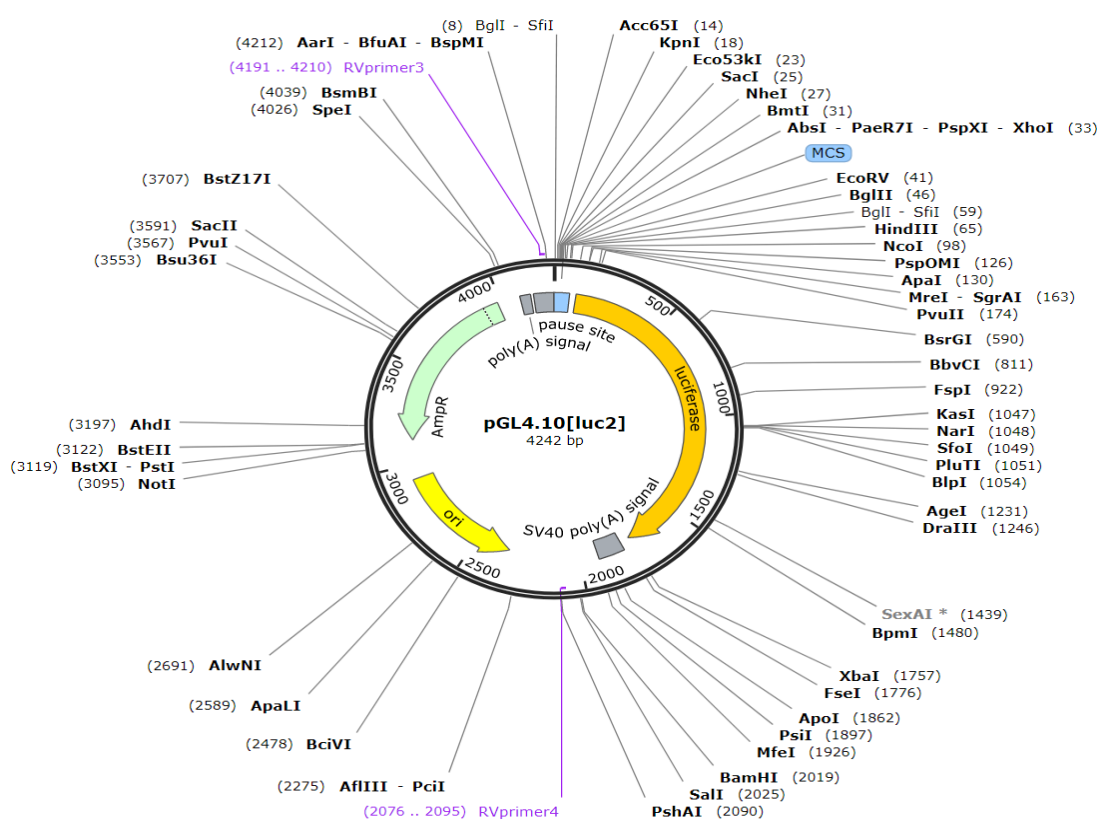 (8) BglI - SfiI
(4212) AarI - BfuAI - BspMI
(4191 .. 4210) RVprimer3
(4039) BsmBI
(4026) SpeI
(3707) BstZ17I
(3591) SacII
(3567) PvuI
(3553) Bsu36I
(3197) AhdI
(3122) BstEII
(3119) BstXI - PstI
(3095) NotI
(2691) AlwNI
(2589) ApaLI
(2478) BciVI
(2275) AflIII - PciI
(2076 .. 2095) RVprimer4
Acc65I (14)
KpnI (18)
Eco53kI (23)
SacI (25)
NheI (27)
BmtI (31)
AbsI - PaeR7I - PspXI - XhoI (33)
MCS
EcoRV (41)
BglII (46)
BglI - SfiI (59)
HindIII (65)
NcoI (98)
PspOMI (126)
ApaI (130)
MreI - SgrAI (163)
PvuII (174)
BsrGI (590)
BbvCI (811)
FspI (922)
KasI (1047)
NarI (1048)
SfoI (1049)
PluTI (1051)
BlpI (1054)
AgeI (1231)
DraIII (1246)
SexAI * (1439)
BpmI (1480)
XbaI (1757)
FseI (1776)
ApoI (1862)
PsiI (1897)
MfeI (1926)
BamHI (2019)
SalI (2025)
PshAI (2090)
500
1000
1500
2000
2500
3000
3500
4000
pause site
poly(A) signal
luciferase
AmpR
pGL4.10[luc2]
4242 bp
SV40 poly(A) signal
ori